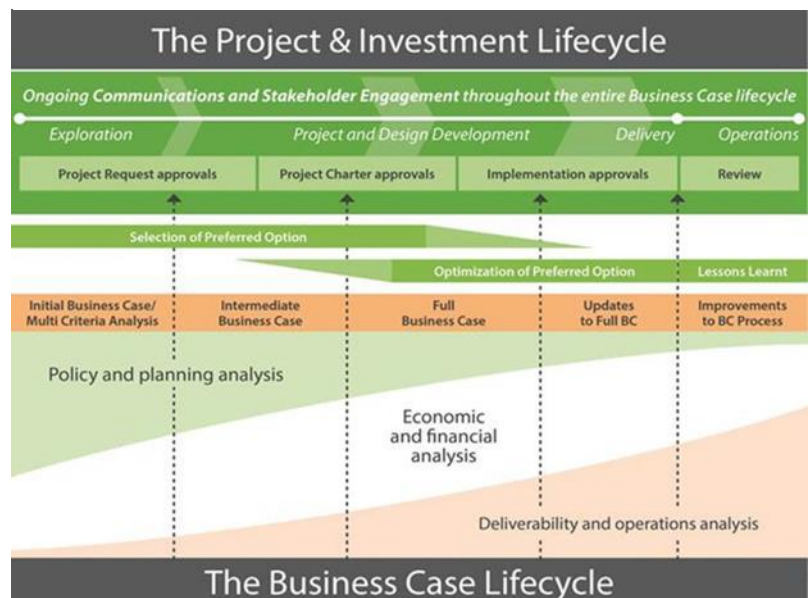 The Project & Investment Lifecycle
Ongoing Communications and Stakeholder Engagement throughout the entire Business Case lifecycle
Exploration
Project and Design Development
Delivery
Operations
Project Request approvals
Project Charter approvals
Implementation approvals
Review
Selection of Preferred Option
Optimization of Preferred Option
Lessons Learnt
Initial Business Case/
Multi Criteria Analysis
Intermediate
Business Case
Full
Business Case
Updates
to Full BC
Improvements
to BC Process
Policy and planning analysis
Economic
and financial
analysis
Deliverability and operations analysis
The Business Case Lifecycle